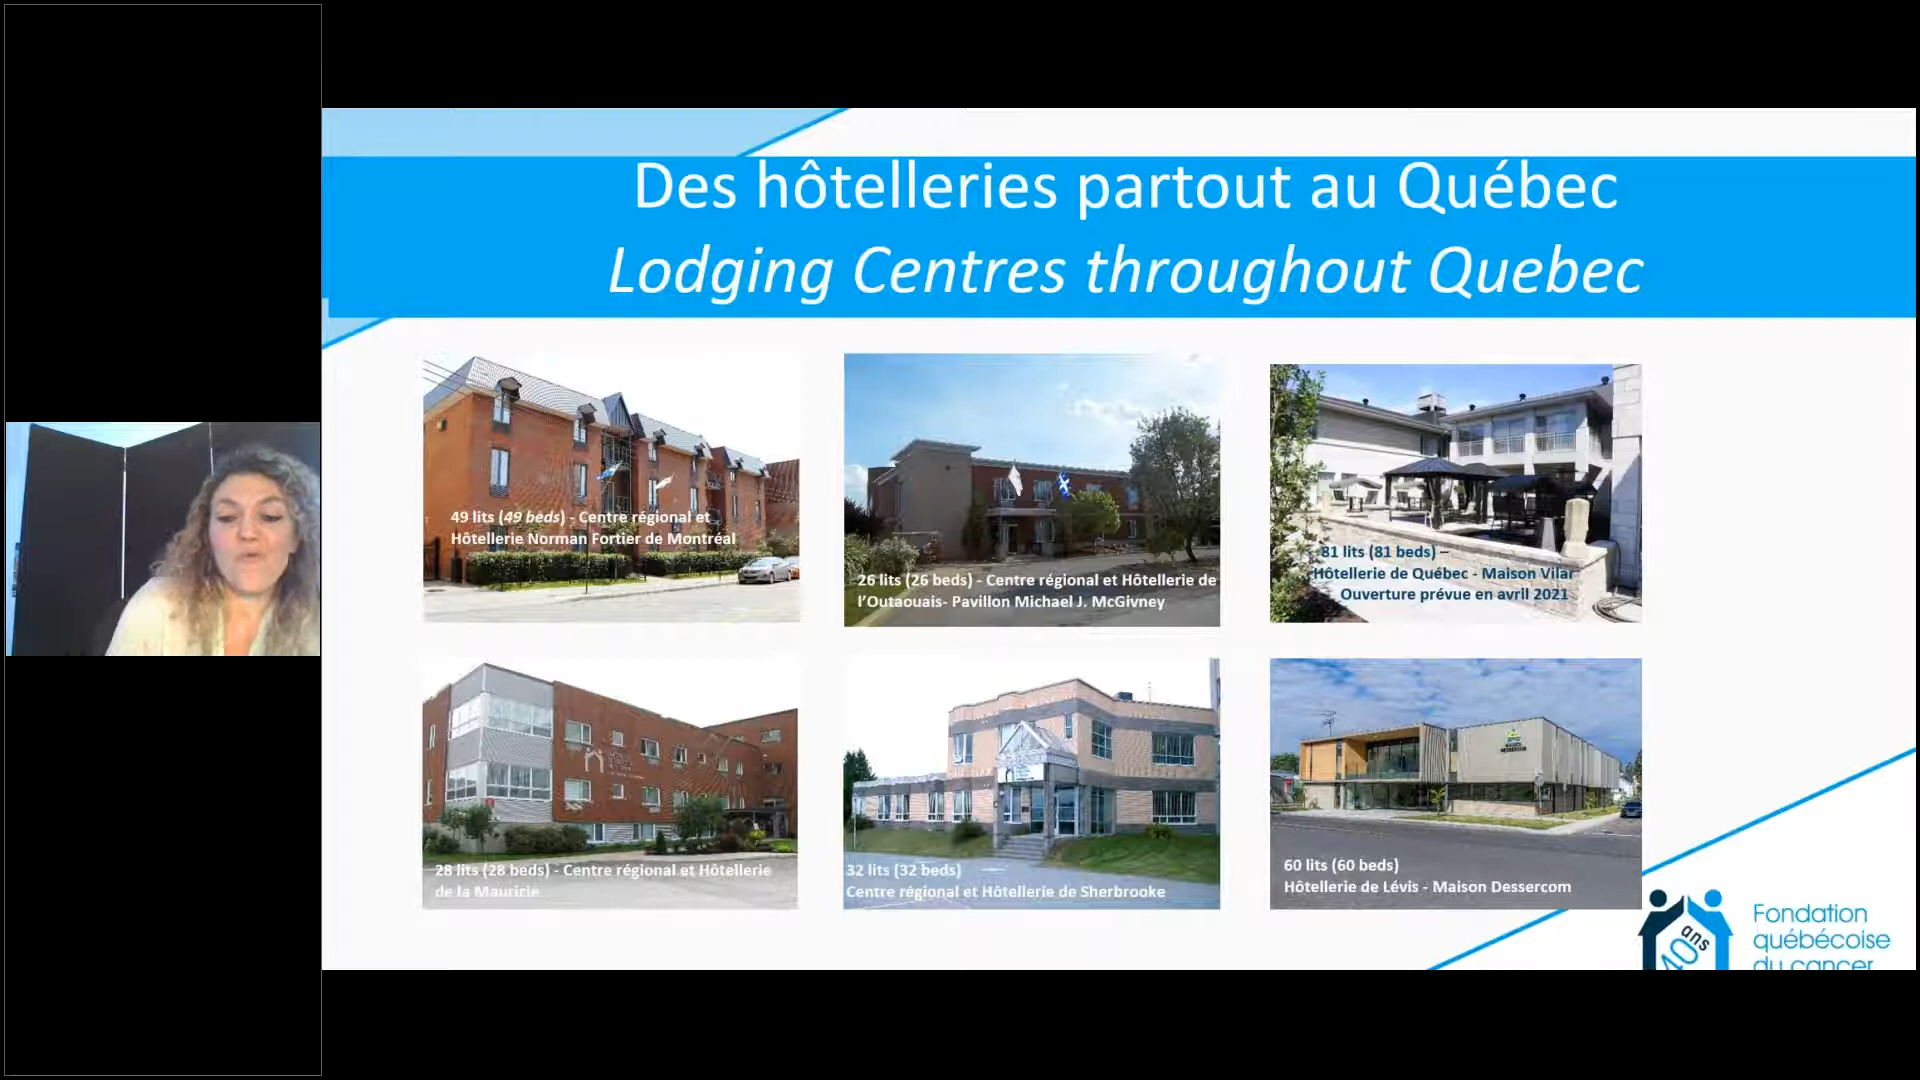 Des hôtelleries partout au Québec
Lodging Centres throughout Quebec
49 lits (49 beds) - Centre régional et
Hôtellerie Norman Fortier de Montréal
26 lits (26 beds) - Centre régional et Hôtellerie de
l’Outaouais- Pavillon Michael J. McGivney
81 lits (81 beds) –
Hôtellerie de Québec - Maison Vilar
Ouverture prévue en avril 2021
28 lits (28 beds) - Centre régional et Hôtellerie
de la Mauricie
32 lits (32 beds)
Centre régional et Hôtellerie de Sherbrooke
60 lits (60 beds)
Hôtellerie de Lévis - Maison Dessercom
40 ans
Fondation
québécoise
du cancer